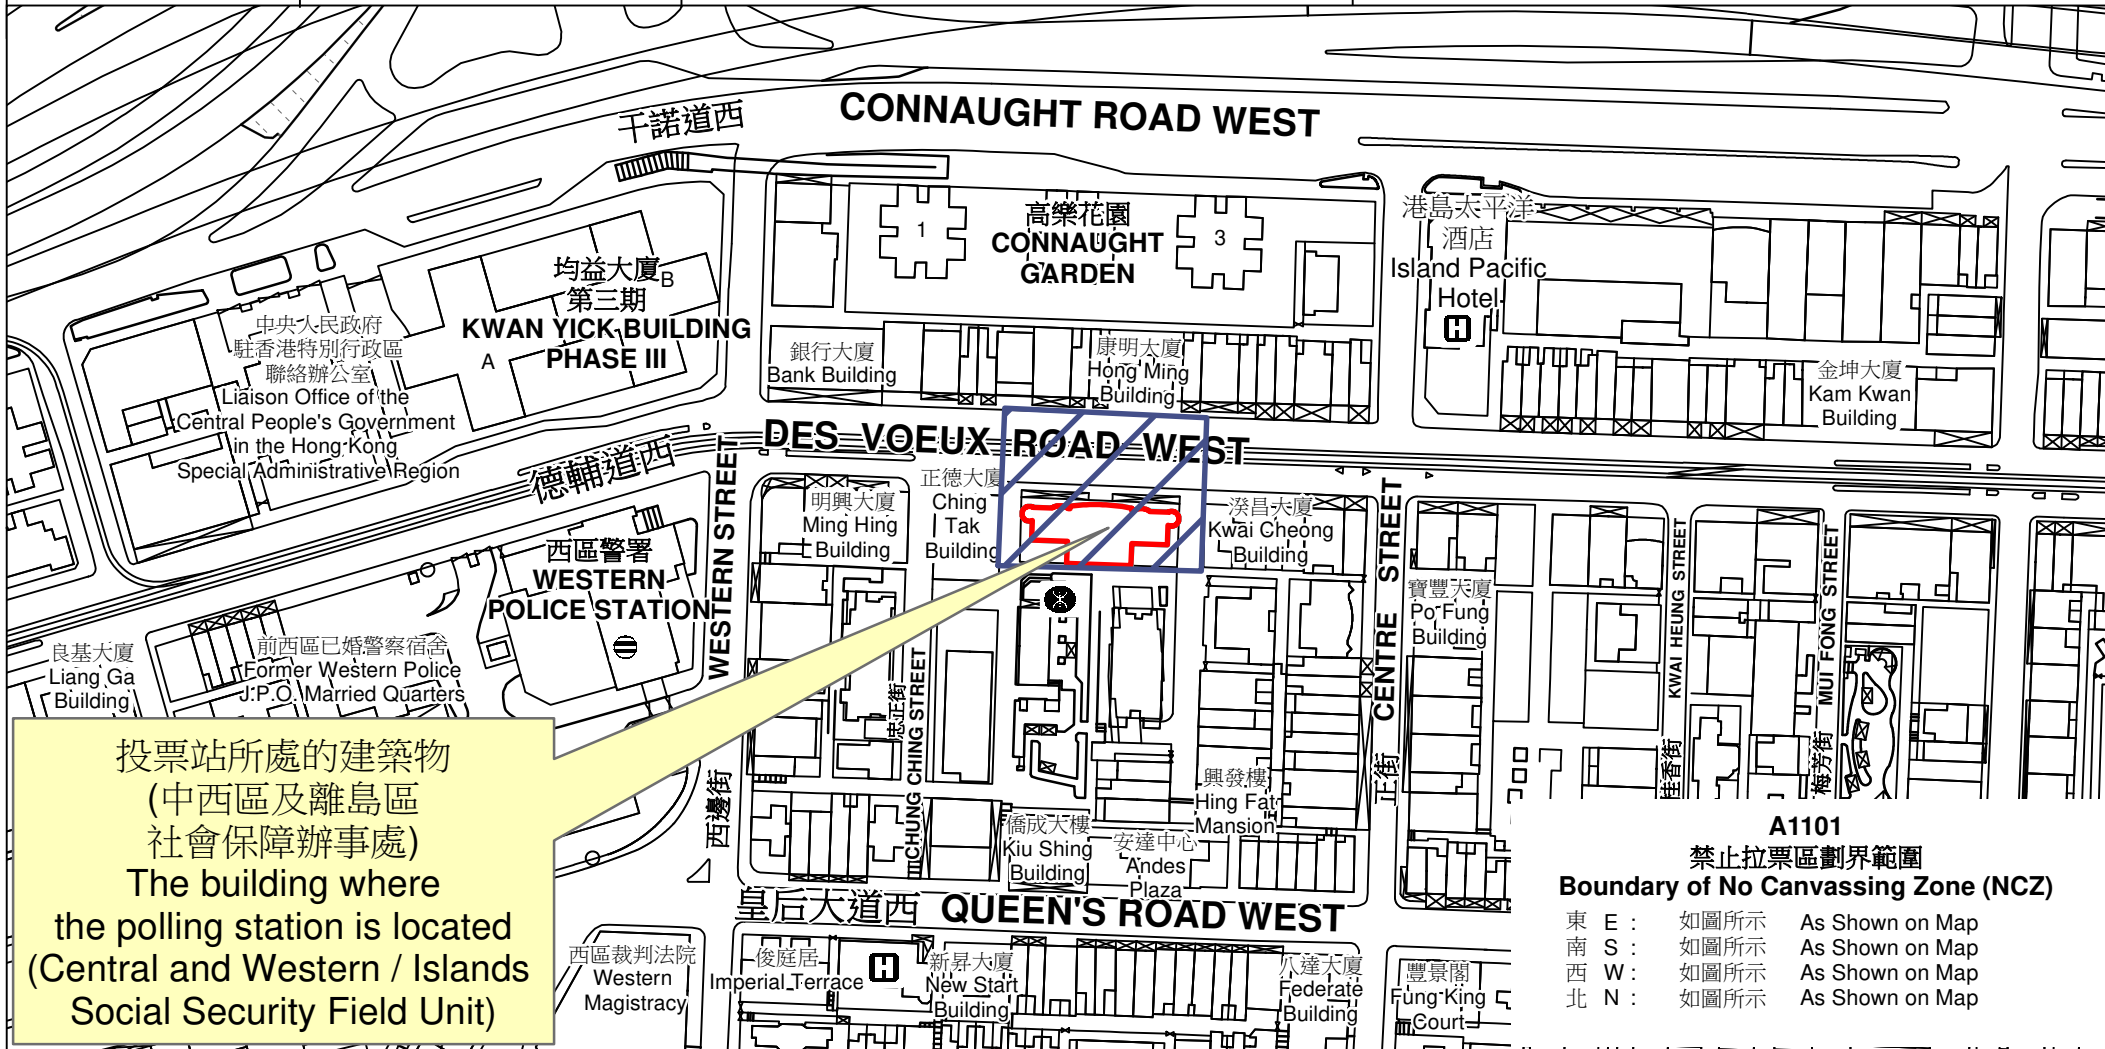 干諾道西
CONNAUGHT ROAD WEST
1
高樂花園
CONNAUGHT
GARDEN
3
港島太平洋
酒店
Island Pacific
Hotel
H
均益大廈
第三期
KWAN YICK BUILDING
PHASE III
B
A
中央人民政府
駐香港特別行政區
聯絡辦公室
Liaison Office of the
Central People's Government
in the Hong Kong
Special Administrative Region
銀行大廈
Bank Building
康明大廈
Hong Ming
Building
金坤大廈
Kam Kwan
Building
德輔道西
DES VOEUX ROAD WEST
明興大廈
Ming Hing
Building
正德大廈
Ching
Tak
Building
湀昌大廈
Kwai Cheong
Building
西區警署
WESTERN
POLICE STATION
WESTERN STREET
西邊街
CENTRE STREET
正街
寶豐大廈
Po Fung
Building
KWAI HEUNG STREET
桂香街
MUI FONG STREET
梅芳街
良基大廈
Liang Ga
Building
前西區已婚警察宿舍
Former Western Police
J.P.O. Married Quarters
忠正街
CHUNG CHING STREET
興發樓
Hing Fat
Mansion
僑成大樓
Kiu Shing
Building
安達中心
Andes
Plaza
投票站所處的建築物
(中西區及離島區
社會保障辦事處)
The building where
the polling station is located
(Central and Western / Islands
Social Security Field Unit)
皇后大道西 QUEEN'S ROAD WEST
西區裁判法院
Western
Magistracy
俊庭居
Imperial Terrace
H
新昇大廈
New Start
Building
八達大廈
Federate
Building
豐景閣
Fung King
Court
A1101
禁止拉票區劃界範圍
Boundary of No Canvassing Zone (NCZ)
東 E : 如圖所示 As Shown on Map
南 S : 如圖所示 As Shown on Map
西 W : 如圖所示 As Shown on Map
北 N : 如圖所示 As Shown on Map